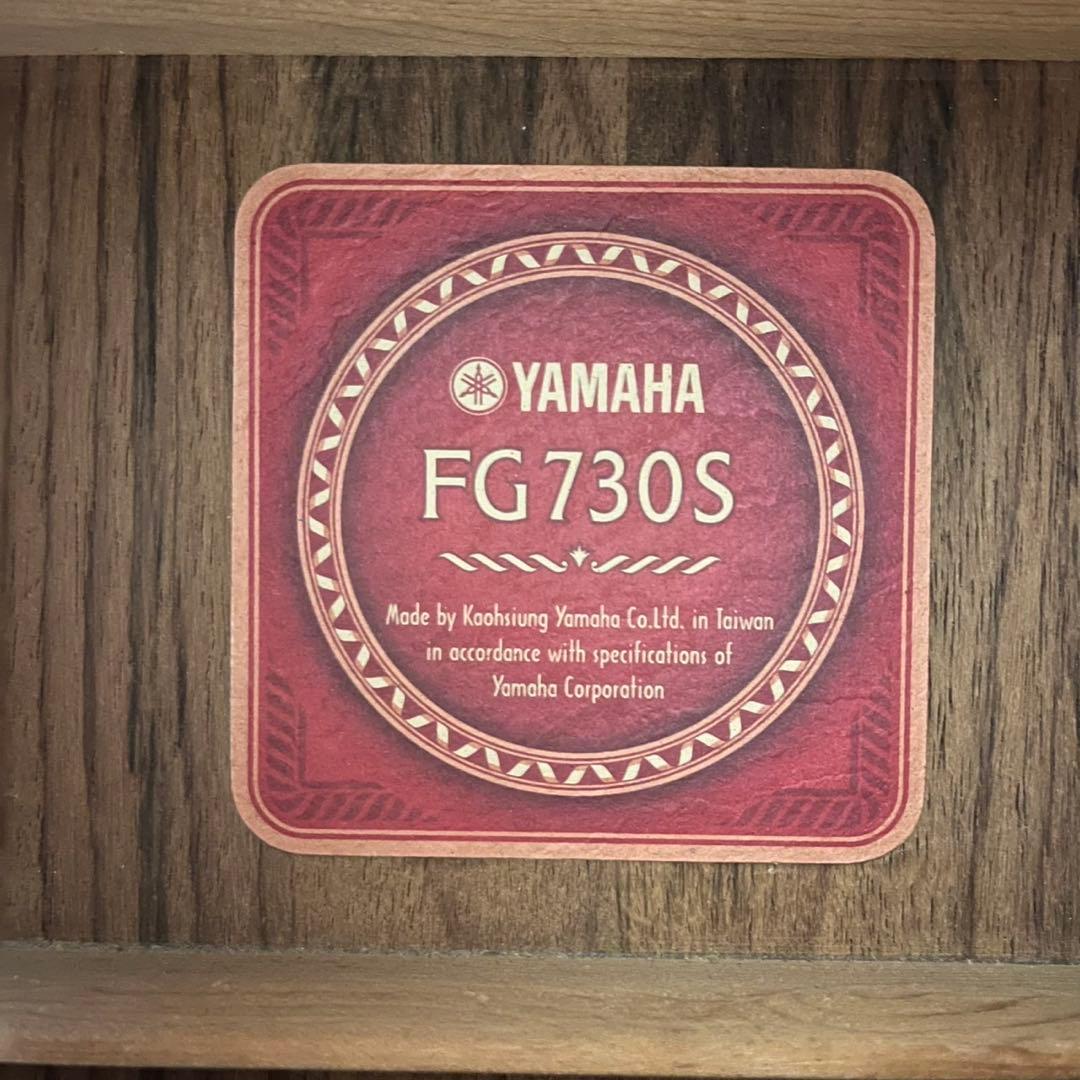 YAMAHA
FG730S
Made by Kaohsiung Yamaha Co.Ltd. in Taiwan
in accordance with specifications of
Yamaha Corporation